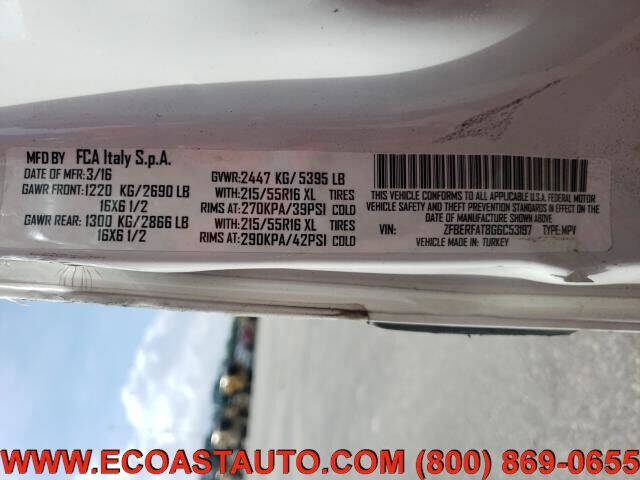 MFD BY FCA Italy S.p.A.
DATE OF MFR:3/16
GVWR:2447 KG/5395 LB
GAWR FRONT:1220 KG/2690 LB
WITH:215/55R16 XL TIRES
16X6 1/2
RIMS AT:270KPA/39PSI COLD
GAWR REAR:1300 KG/2866 LB
WITH:215/55R16 XL TIRES
16X6 1/2
RIMS AT:290KPA/42PSI COLD
THIS VEHICLE CONFORMS TO ALL APPLICABLE U.S.A. FEDERAL MOTOR
VEHICLE SAFETY AND THEFT PREVENTION STANDARDS IN EFFECT
ON THE DATE OF MANUFACTURE SHOWN ABOVE.
VIN: ZFBERFAT8G6C53197 TYPE:MPV
VEHICLE MADE IN: TURKEY
WWW.ECOASTAUTO.COM (800) 869-0655